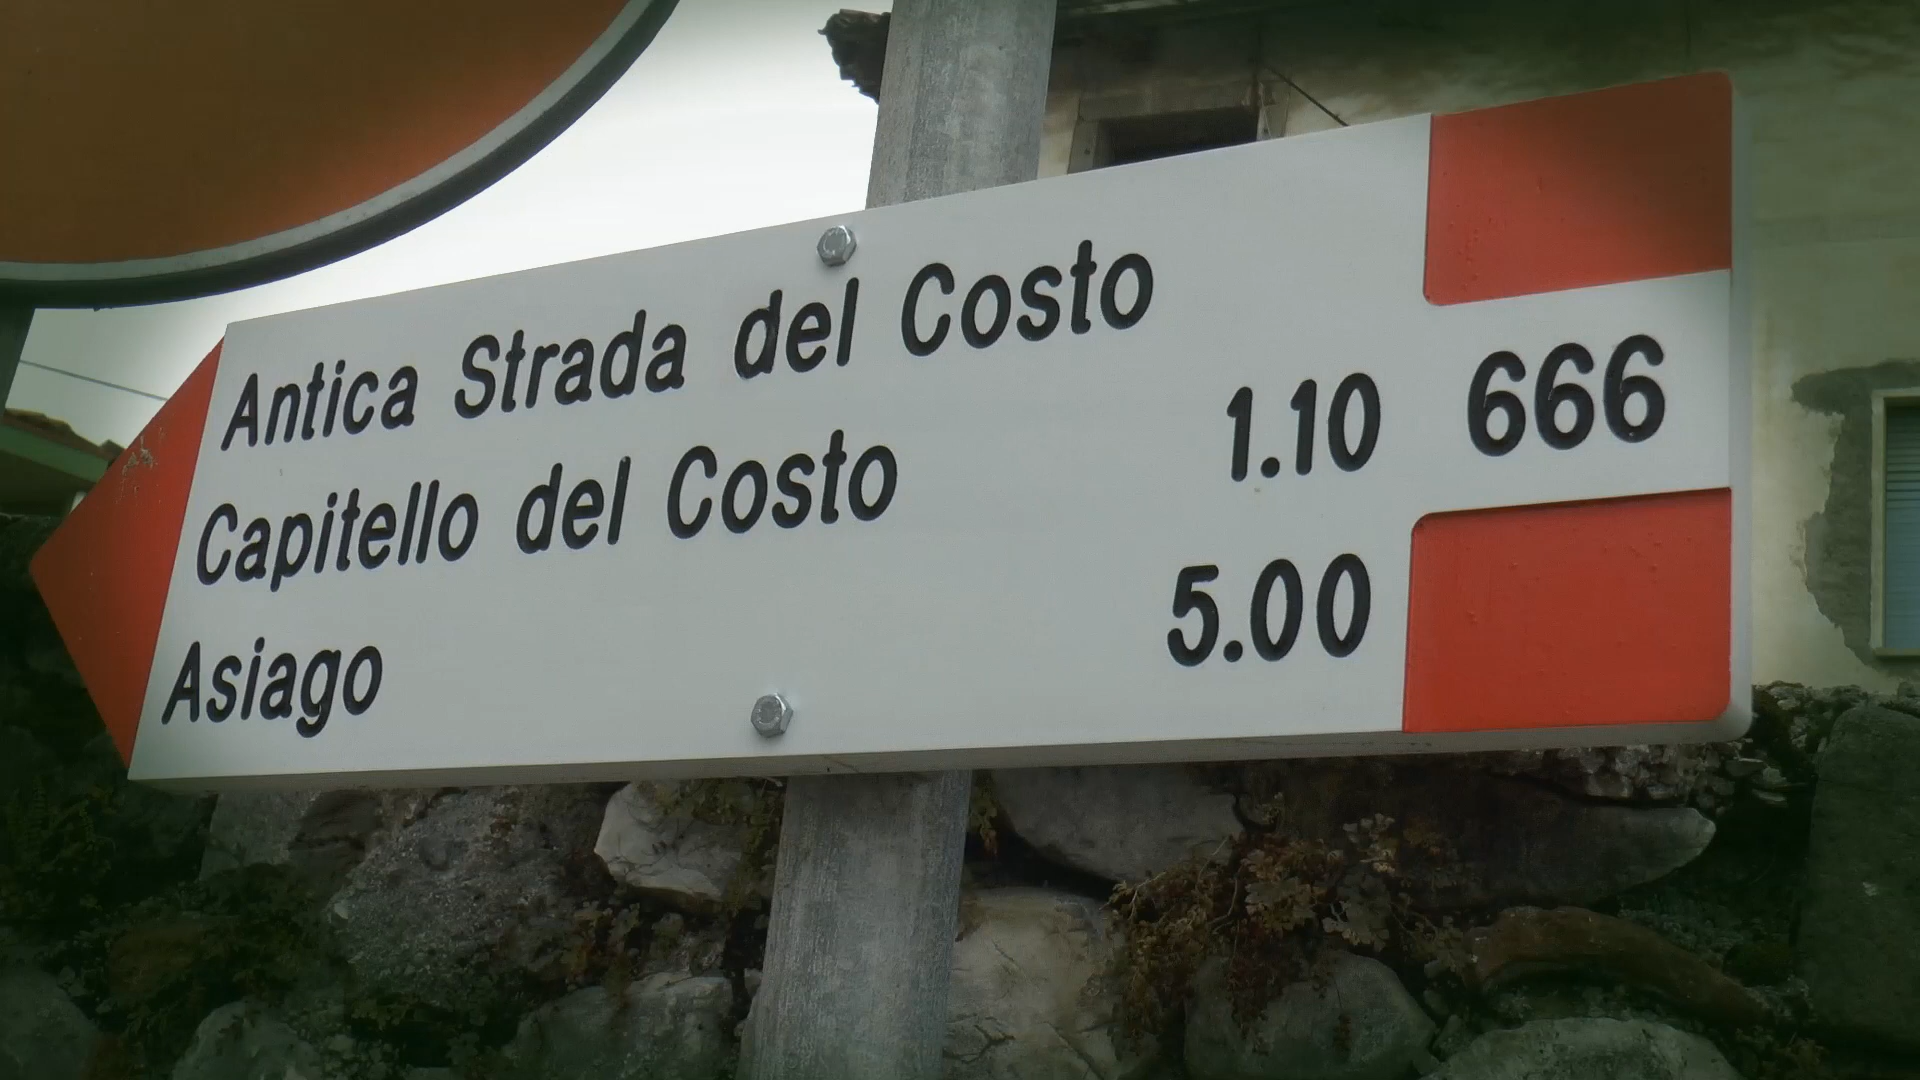 Antica Strada del Costo
Capitello del Costo 1.10 666
Asiago 5.00